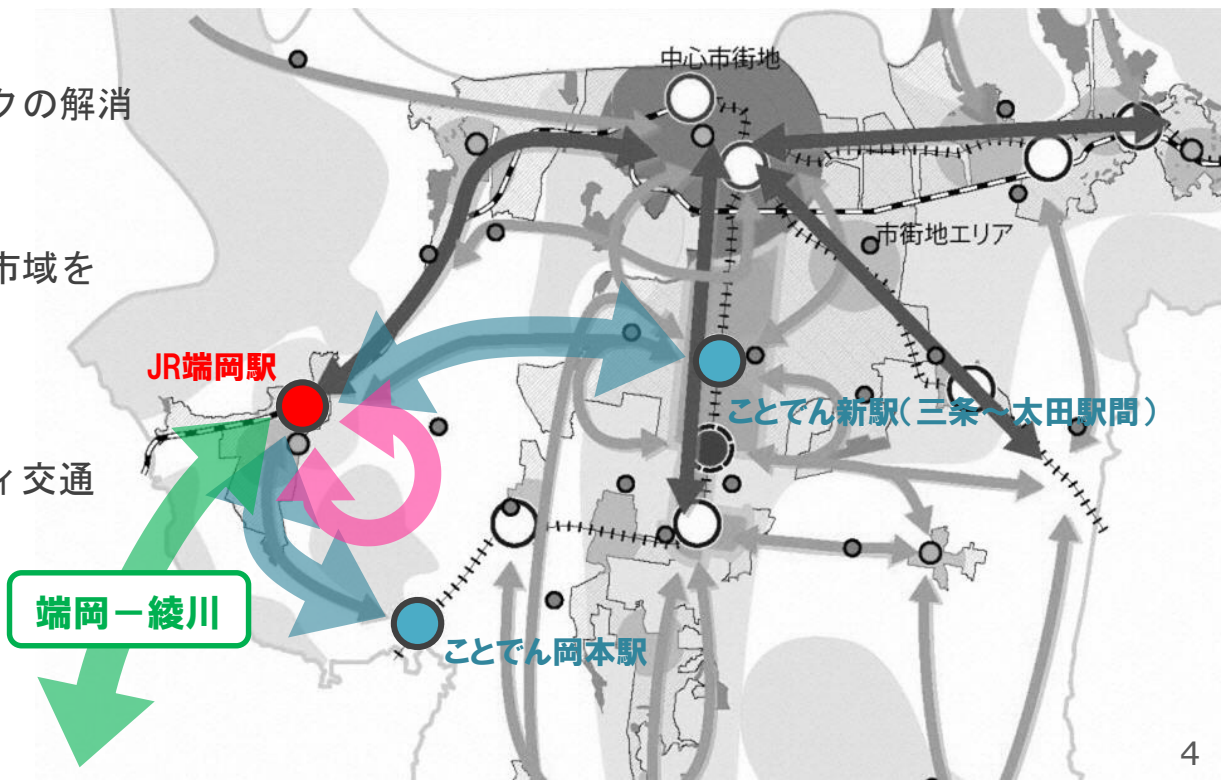 中心市街地
クの解消
市街地エリア
市域を
JR端岡駅
ことでん新駅(三条～太田駅間)
ィ交通
端岡－綾川
ことでん岡本駅
4